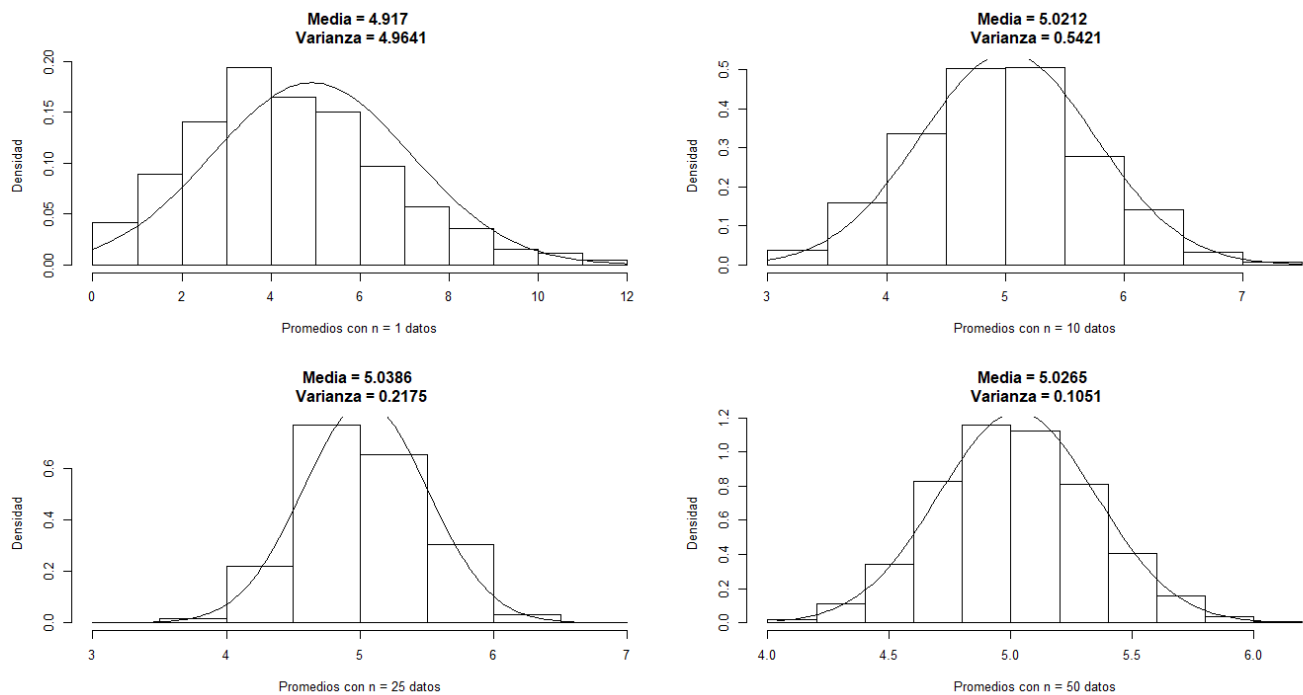 Media = 4.917
Varianza = 4.9641
Densidad
0.00 0.05 0.10 0.15 0.20
0 2 4 6 8 10 12
Promedios con n = 1 datos
Media = 5.0212
Varianza = 0.5421
Densidad
0.0 0.1 0.2 0.3 0.4 0.5
3 4 5 6 7
Promedios con n = 10 datos
Media = 5.0386
Varianza = 0.2175
Densidad
0.0 0.2 0.4 0.6
3 4 5 6 7
Promedios con n = 25 datos
Media = 5.0265
Varianza = 0.1051
Densidad
0.0 0.2 0.4 0.6 0.8 1.0 1.2
4.0 4.5 5.0 5.5 6.0
Promedios con n = 50 datos